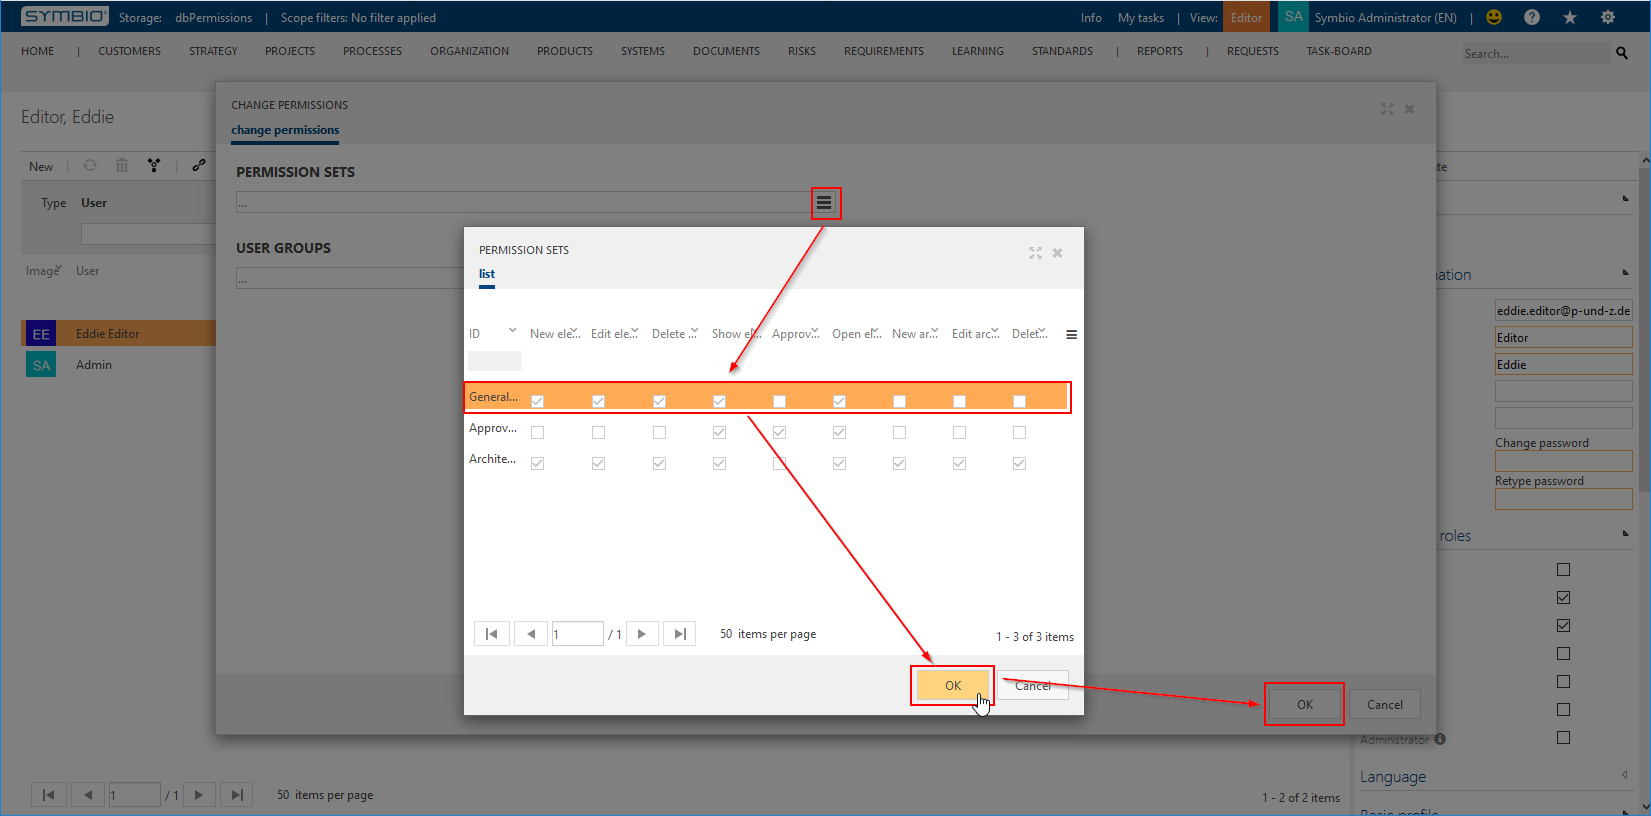 SYMBIO Storage: dbPermissions | Scope filters: No filter applied Info My tasks | View: Editor SA Symbio Administrator (EN) |
HOME | CUSTOMERS STRATEGY PROJECTS PROCESSES ORGANIZATION PRODUCTS SYSTEMS DOCUMENTS RISKS REQUIREMENTS LEARNING STANDARDS | REPORTS | REQUESTS TASK-BOARD Search...
Editor, Eddie
New
Type User
Image User
EE Eddie Editor
SA Admin
CHANGE PERMISSIONS
change permissions
PERMISSION SETS
...
USER GROUPS
...
PERMISSION SETS
list
ID New ele... Edit ele... Delete ... Show el... Approv... Open el... New ar... Edit arc... Delet...
General...
Approv...
Archite...
1 / 1 50 items per page 1 - 3 of 3 items
OK Cancel
OK Cancel
te
ation
eddie.editor@p-und-z.de
Editor
Eddie
Change password
Retype password
roles
Administrator
Language
Basic profile
1 / 1 50 items per page 1 - 2 of 2 items